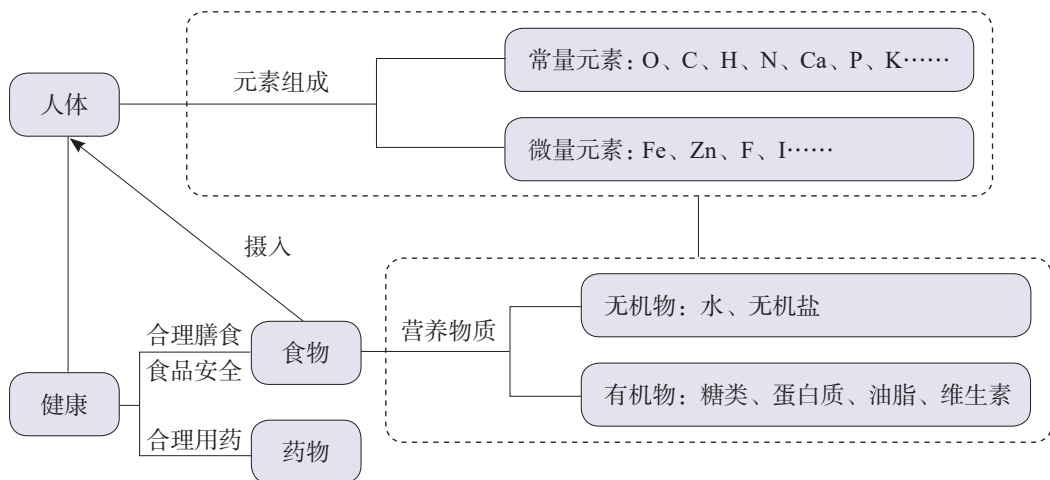 常量元素：O、C、H、N、Ca、P、K……
元素组成
人体
微量元素：Fe、Zn、F、I……
摄入
无机物：水、无机盐
合理膳食
食物
营养物质
食品安全
健康
有机物：糖类、蛋白质、油脂、维生素
合理用药
药物